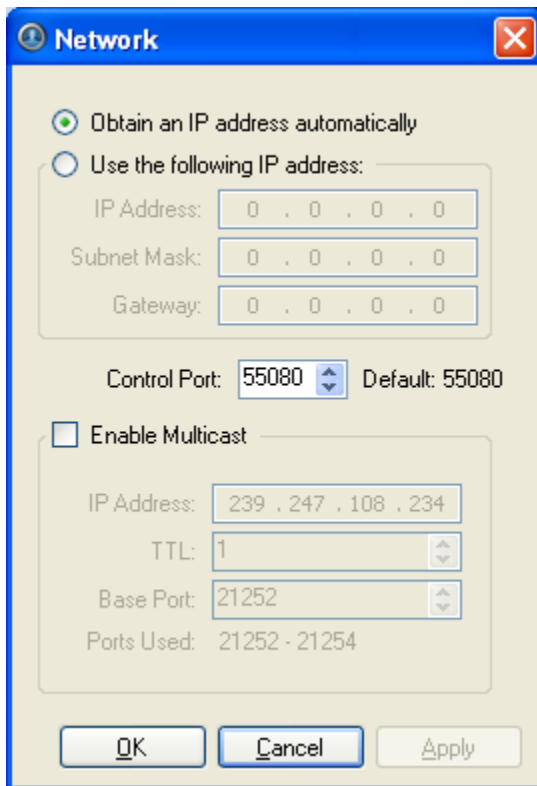 Network
Obtain an IP address automatically
Use the following IP address:
IP Address: 0 . 0 . 0 . 0
Subnet Mask: 0 . 0 . 0 . 0
Gateway: 0 . 0 . 0 . 0
Control Port: 55080 Default: 55080
Enable Multicast
IP Address: 239 . 247 . 108 . 234
TTL: 1
Base Port: 21252
Ports Used: 21252 - 21254
OK Cancel Apply